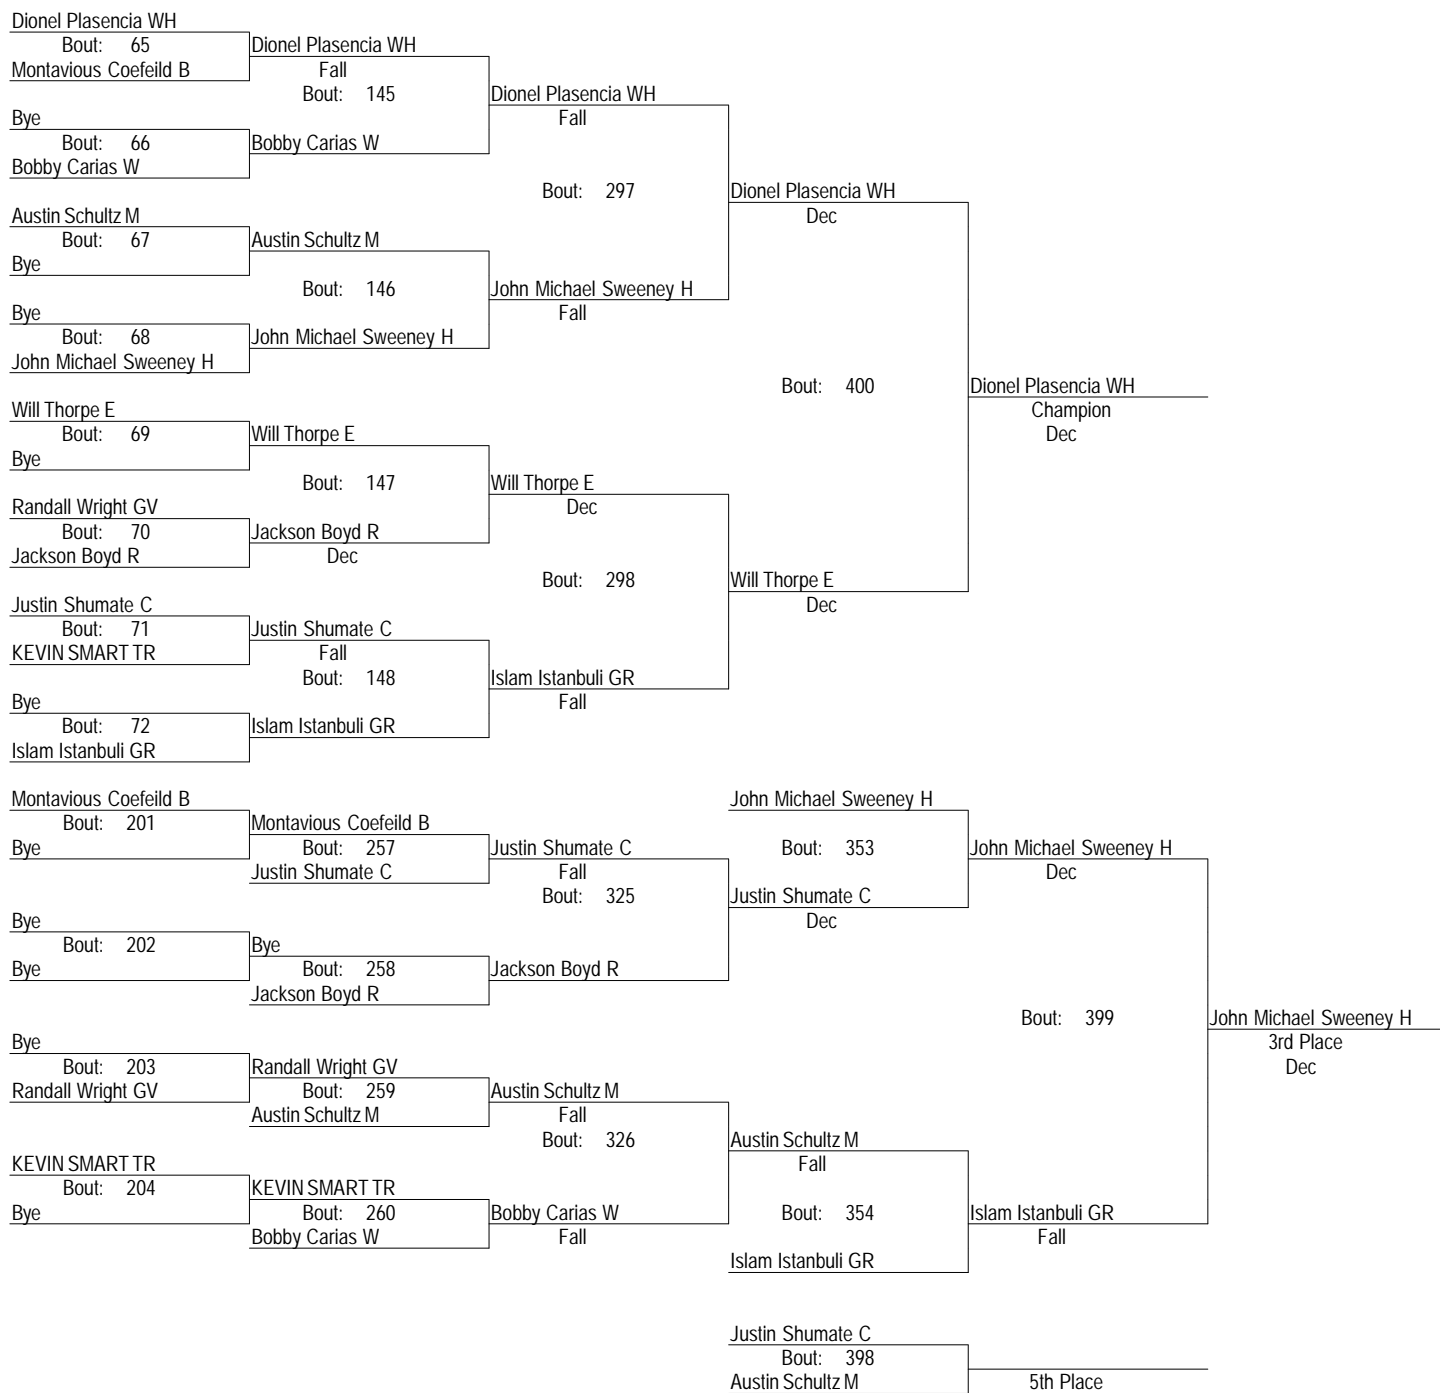 Dionel Plasencia WH
Bout: 65
Dionel Plasencia WH
Montavious Coefeild B
Fall
Bout: 145
Dionel Plasencia WH
Bye
Fall
Bout: 66
Bobby Carias W
Bobby Carias W
Bout: 297
Dionel Plasencia WH
Austin Schultz M
Dec
Bout: 67
Austin Schultz M
Bye
Bout: 146
John Michael Sweeney H
Bye
Fall
Bout: 68
John Michael Sweeney H
John Michael Sweeney H
Bout: 400
Dionel Plasencia WH
Will Thorpe E
Champion
Bout: 69
Will Thorpe E
Dec
Bye
Bout: 147
Will Thorpe E
Randall Wright GV
Dec
Bout: 70
Jackson Boyd R
Jackson Boyd R
Dec
Bout: 298
Will Thorpe E
Justin Shumate C
Dec
Bout: 71
Justin Shumate C
KEVIN SMART TR
Fall
Bout: 148
Islam Istanbuli GR
Bye
Fall
Bout: 72
Islam Istanbuli GR
Islam Istanbuli GR
Montavious Coefeild B
John Michael Sweeney H
Bout: 201
Montavious Coefeild B
Bye
Bout: 257
Justin Shumate C
Bout: 353
John Michael Sweeney H
Justin Shumate C
Fall
Dec
Bout: 325
Justin Shumate C
Bye
Dec
Bout: 202
Bye
Bye
Bout: 258
Jackson Boyd R
Jackson Boyd R
Bout: 399
John Michael Sweeney H
Bye
3rd Place
Bout: 203
Randall Wright GV
Dec
Randall Wright GV
Bout: 259
Austin Schultz M
Austin Schultz M
Fall
Bout: 326
Austin Schultz M
KEVIN SMART TR
Fall
Bout: 204
KEVIN SMART TR
Bye
Bout: 260
Bobby Carias W
Bout: 354
Islam Istanbuli GR
Bobby Carias W
Fall
Fall
Islam Istanbuli GR
Justin Shumate C
Bout: 398
Austin Schultz M
5th Place